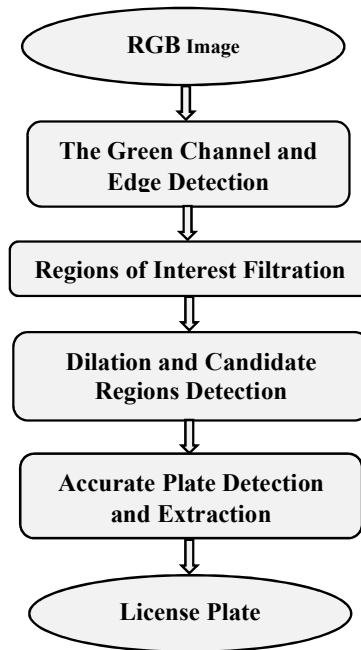 RGB Image
The Green Channel and
Edge Detection
Regions of Interest Filtration
Dilation and Candidate
Regions Detection
Accurate Plate Detection
and Extraction
License Plate